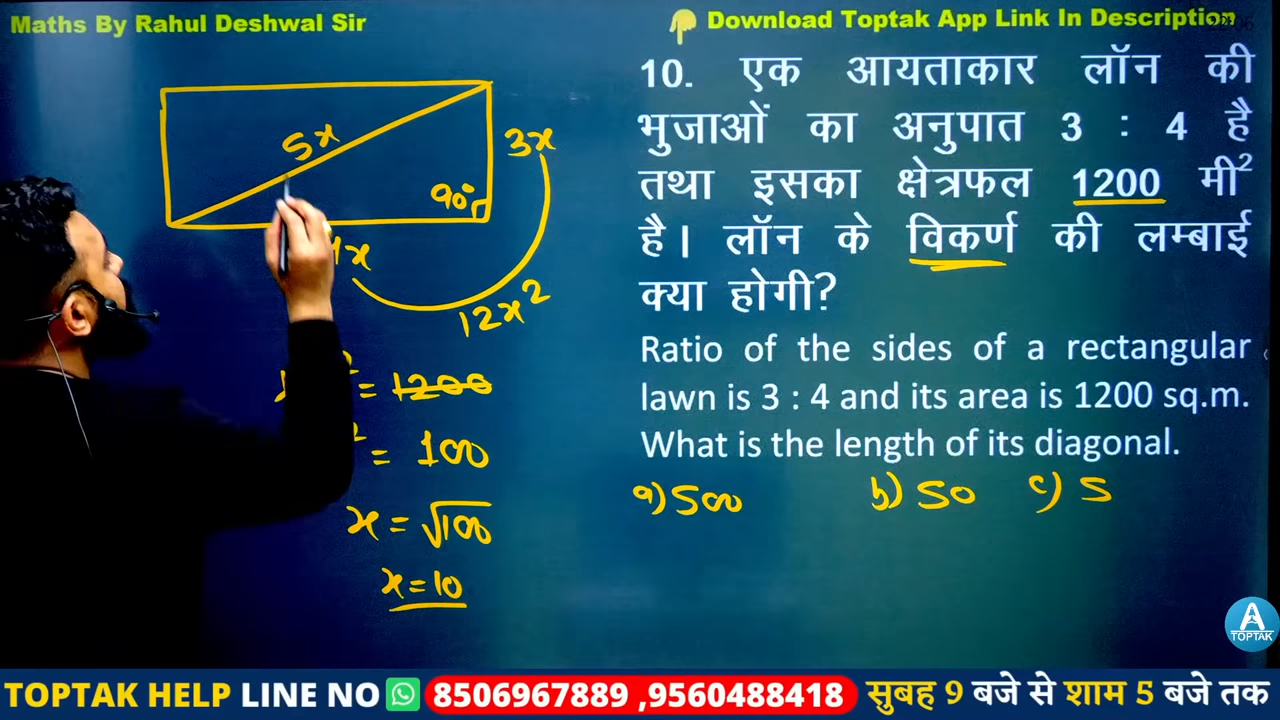 Maths By Rahul Deshwal Sir
Download Toptak App Link In Description
10. एक आयताकार लॉन की
भुजाओं का अनुपात 3 : 4 है
तथा इसका क्षेत्रफल 1200 मी²
है। लॉन के विकर्ण की लम्बाई
क्या होगी?
Ratio of the sides of a rectangular
lawn is 3 : 4 and its area is 1200 sq.m.
What is the length of its diagonal.
a) 500 b) 50 c) 5
5x
3x
90°
4x
12x²
= 1200
= 100
x = √100
x = 10
A
TOPTAK
TOPTAK HELP LINE NO 8506967889 ,9560488418 सुबह 9 बजे से शाम 5 बजे तक